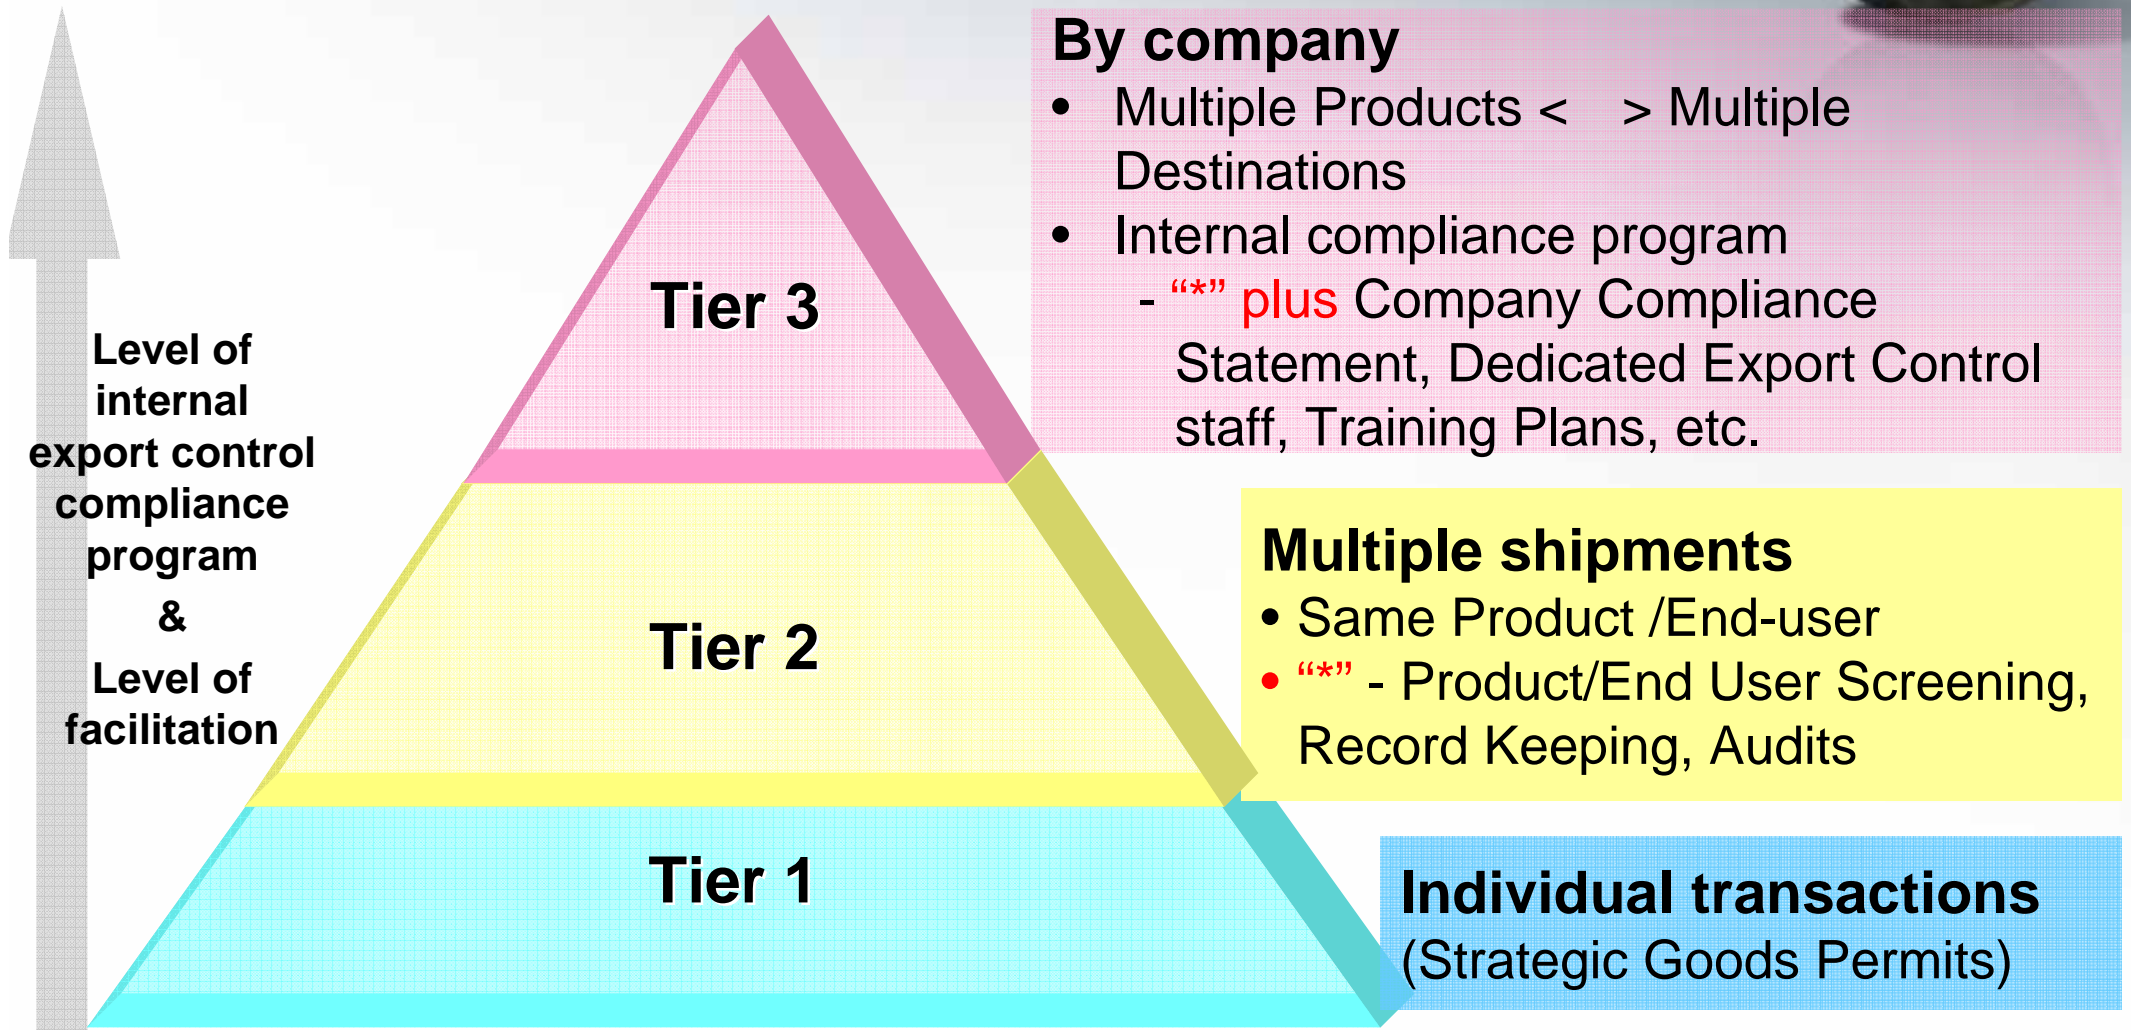 Level of
internal
export control
compliance
program
&
Level of
facilitation
Tier 3
Tier 2
Tier 1
By company
• Multiple Products < > Multiple
Destinations
• Internal compliance program
- “*” plus Company Compliance
Statement, Dedicated Export Control
staff, Training Plans, etc.
Multiple shipments
• Same Product /End-user
• “*” - Product/End User Screening,
Record Keeping, Audits
Individual transactions
(Strategic Goods Permits)